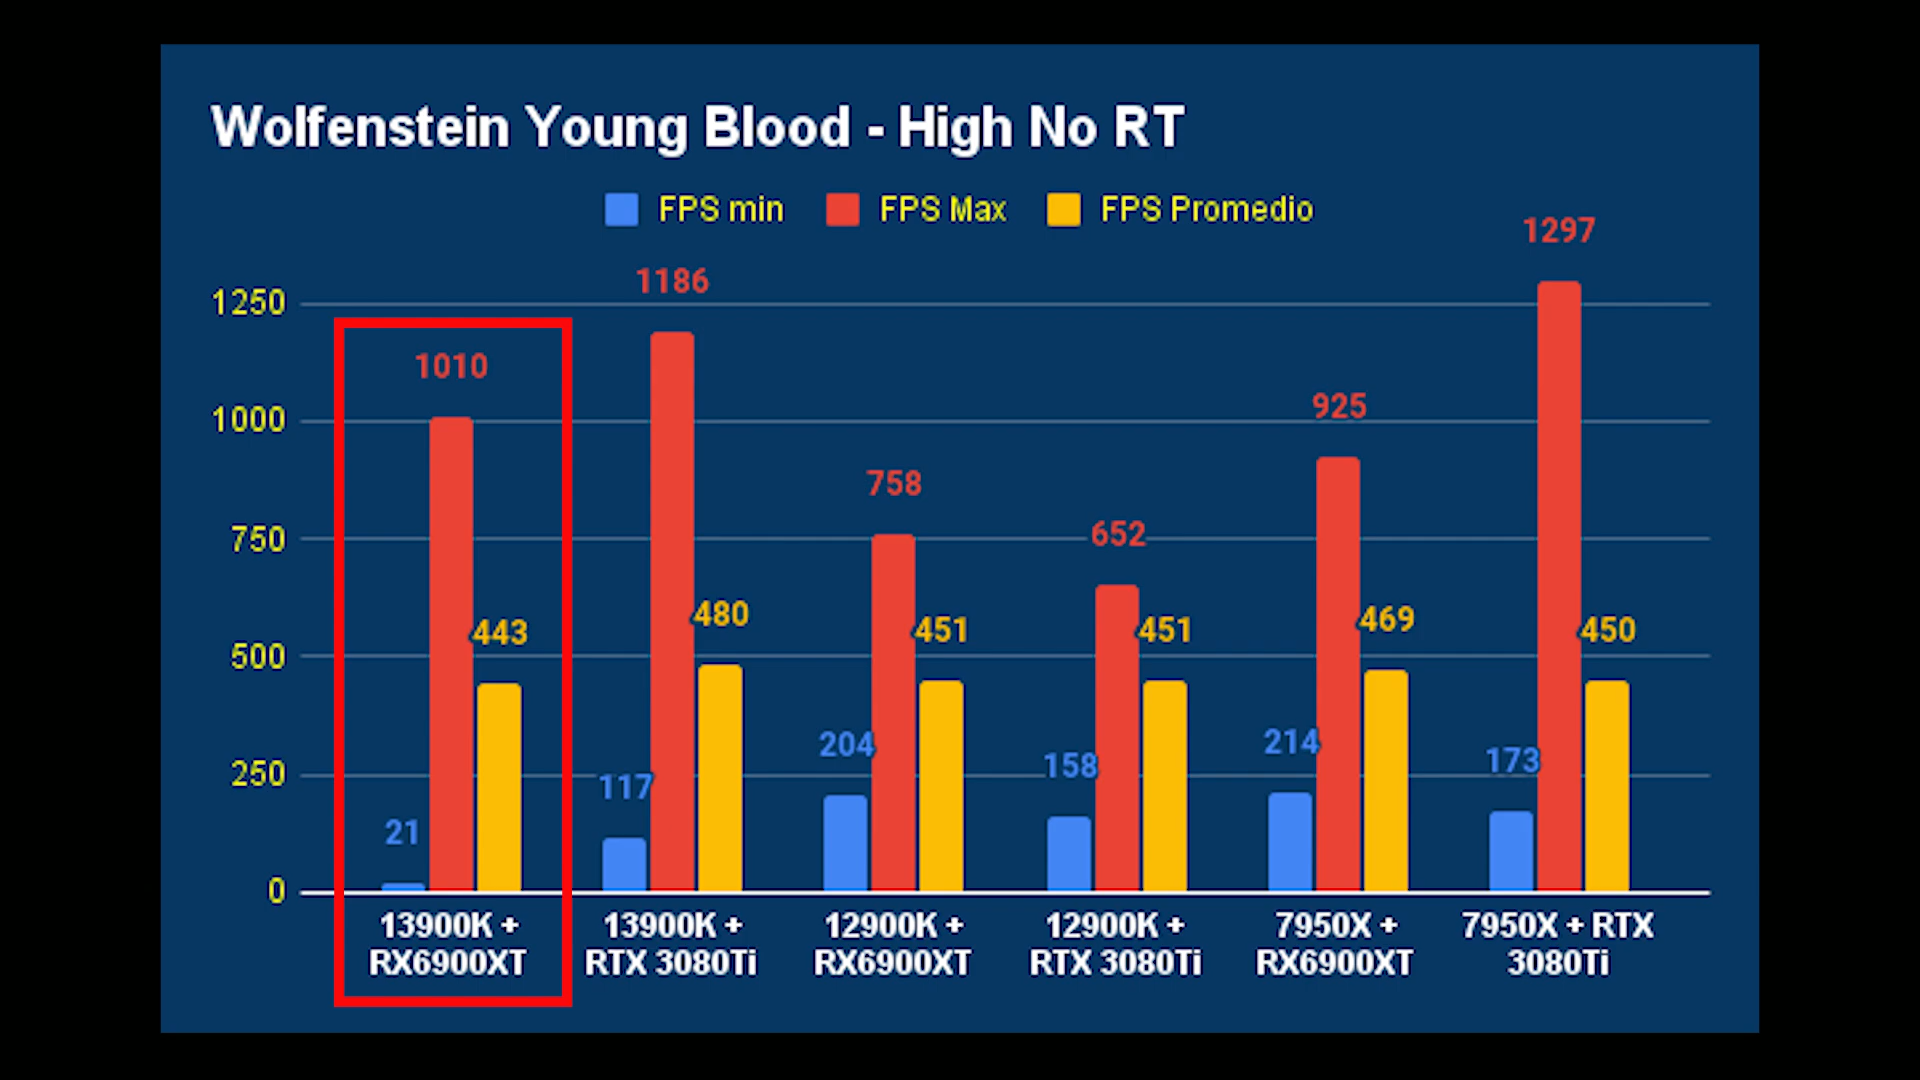 Wolfenstein Young Blood - High No RT
FPS min FPS Max FPS Promedio
1250
1000
750
500
250
0
21
1010
443
117
1186
480
204
758
451
158
652
451
214
925
469
173
1297
450
13900K +
RX6900XT
13900K +
RTX 3080Ti
12900K +
RX6900XT
12900K +
RTX 3080Ti
7950X +
RX6900XT
7950X + RTX
3080Ti